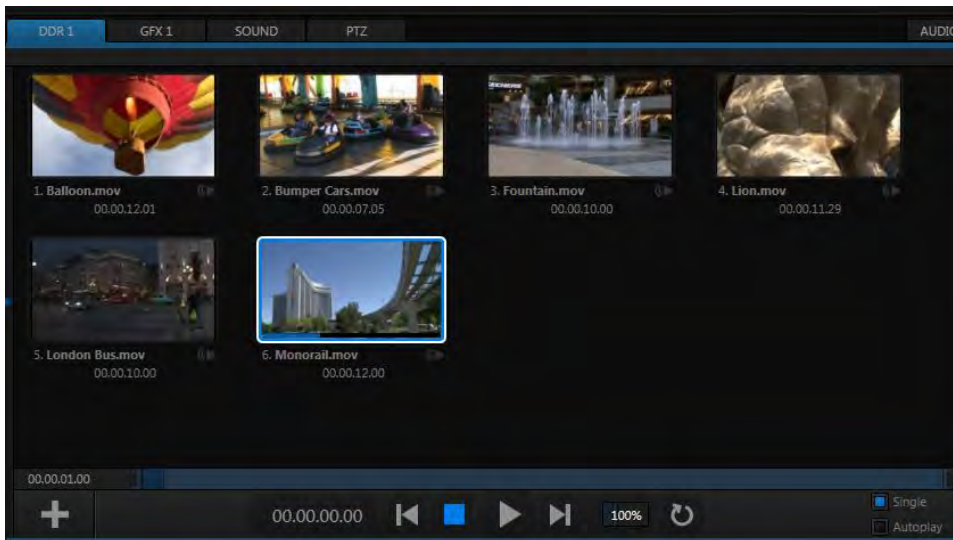 DDR 1 GFX 1 SOUND PTZ AUDIO
1. Balloon.mov 2. Bumper Cars.mov 3. Fountain.mov 4. Lion.mov
00.00.12.01 00.00.07.05 00.00.10.00 00.00.11.29
5. London Bus.mov 6. Monorail.mov
00.00.10.00 00.00.12.00
00.00.01.00
00.00.00.00 100% Single
Autoplay